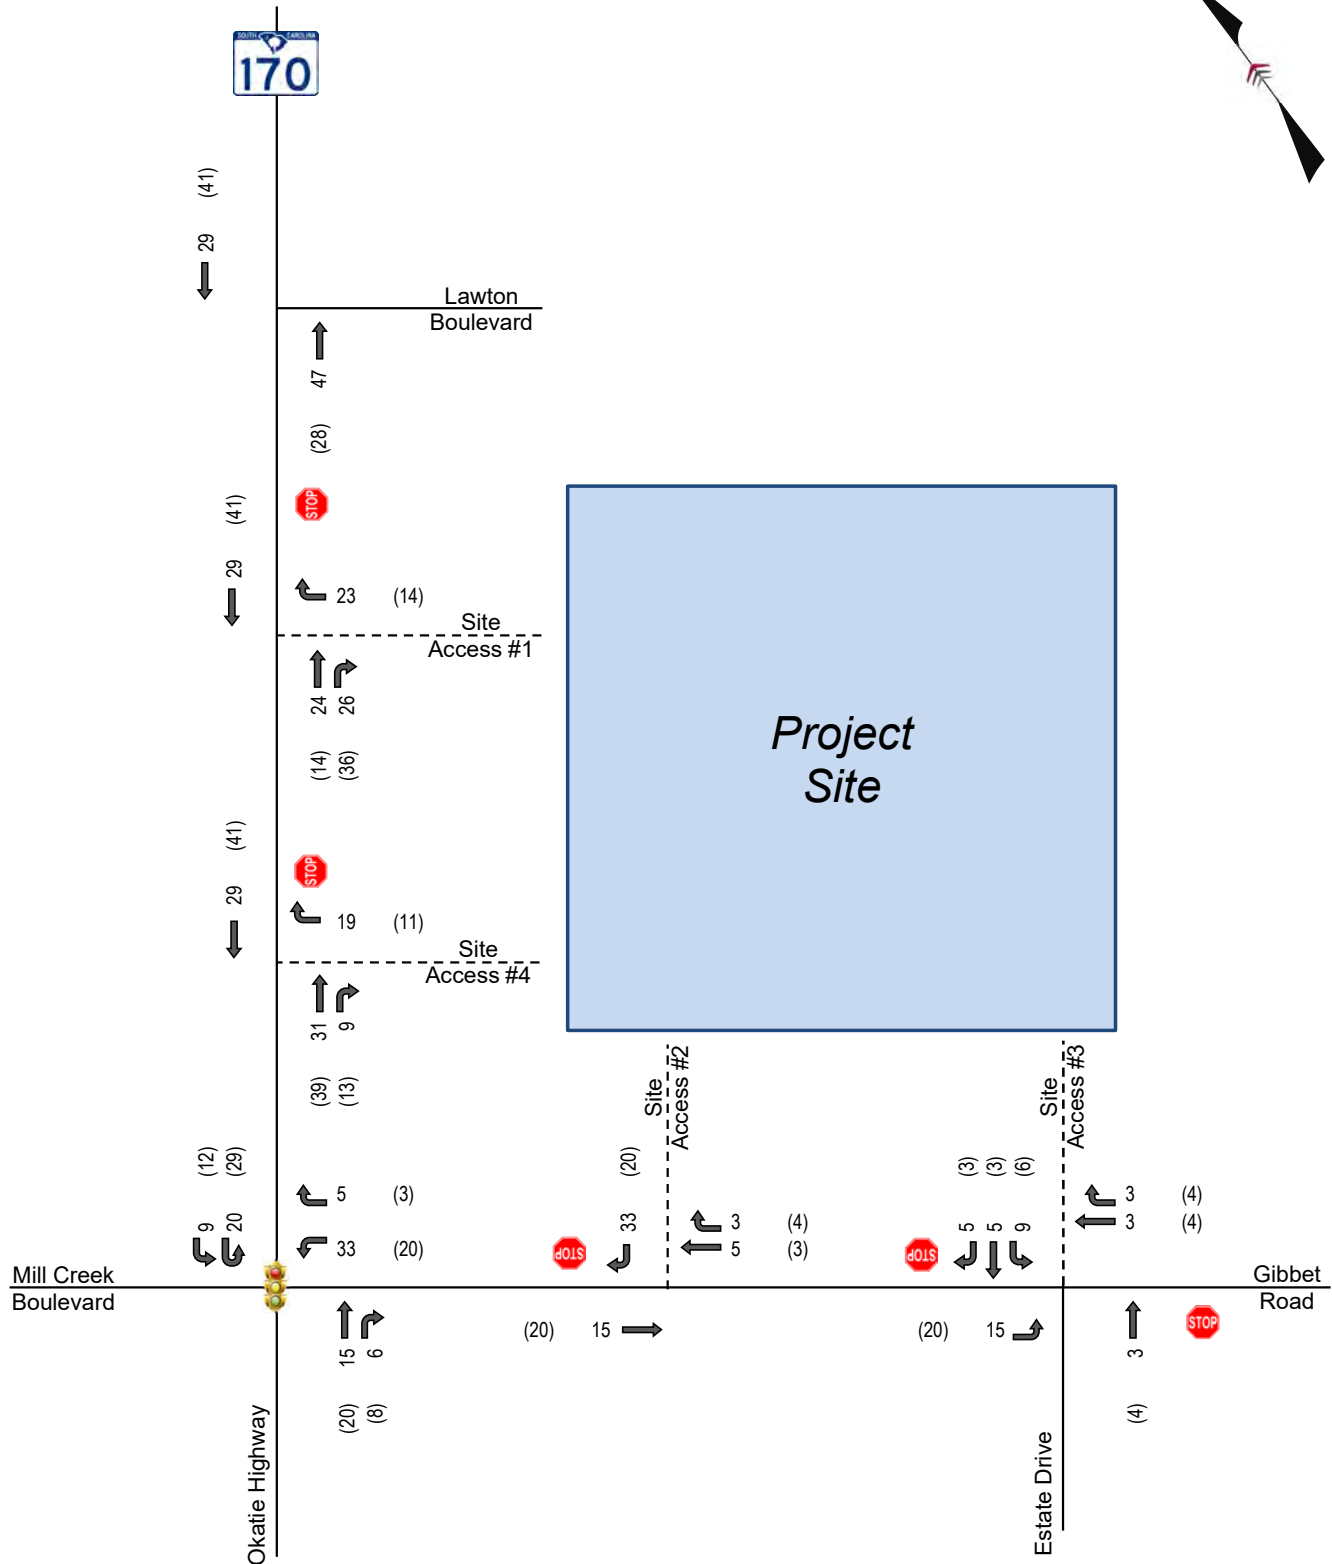 SOUTH CAROLINA
170
(41)
29
Lawton
Boulevard
47
(28)
STOP
(41)
29
23 (14)
Site
Access #1
24 26
(14) (36)
Project
Site
(41)
STOP
29
19 (11)
Site
Access #4
31 9
(39) (13)
Site
Access #2
Site
Access #3
(12) (29)
9 20
5 (3)
33 (20)
(20)
33
STOP
3 (4)
5 (3)
(3) (3) (6)
5 5 9
STOP
3 (4)
3 (4)
Mill Creek
Boulevard
Gibbet
Road
15 6
(20) (8)
(20) 15
(20) 15
3
(4)
STOP
Okatie Highway
Estate Drive